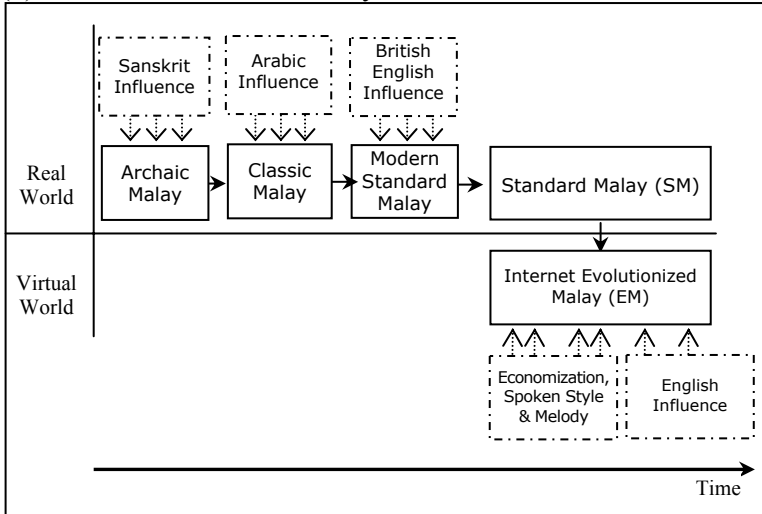 Sanskrit
Influence
Arabic
Influence
British
English
Influence
Real
World
Archaic
Malay
Classic
Malay
Modern
Standard
Malay
Standard Malay (SM)
Virtual
World
Internet Evolutionized
Malay (EM)
Economization,
Spoken Style
& Melody
English
Influence
Time